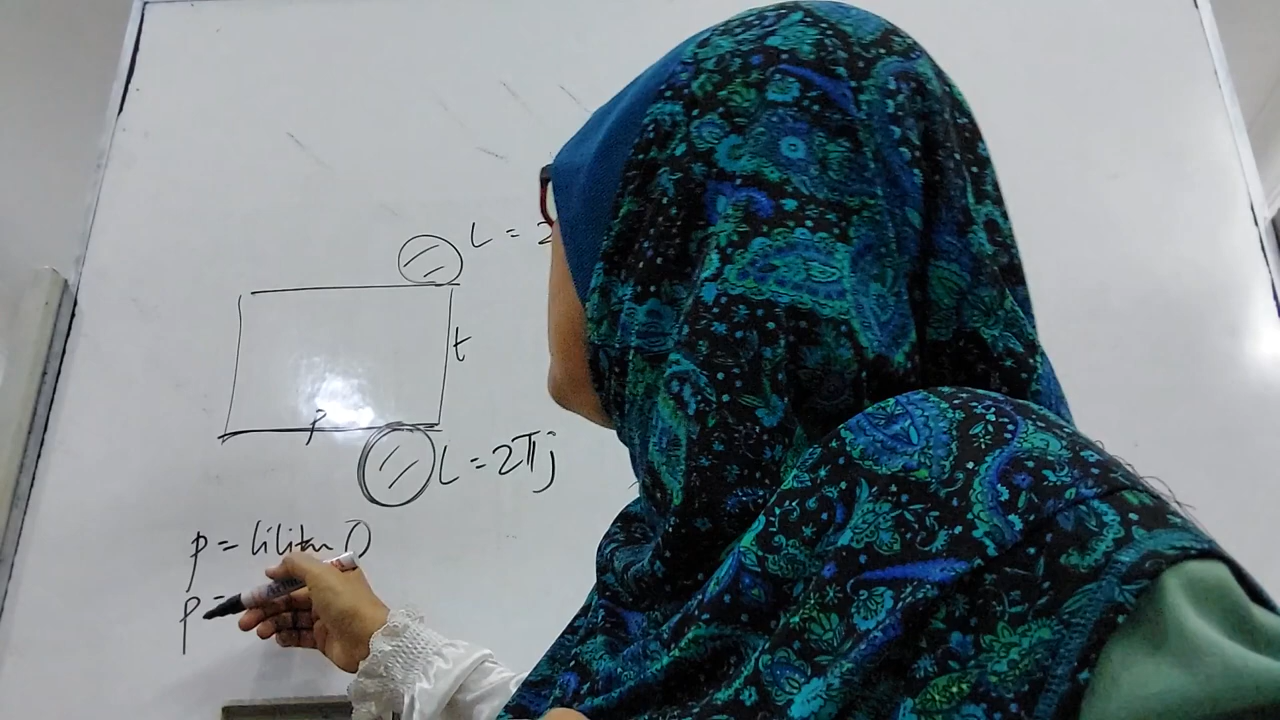 L = 2
t
p
L = 2πj
p = lilitan O
p =